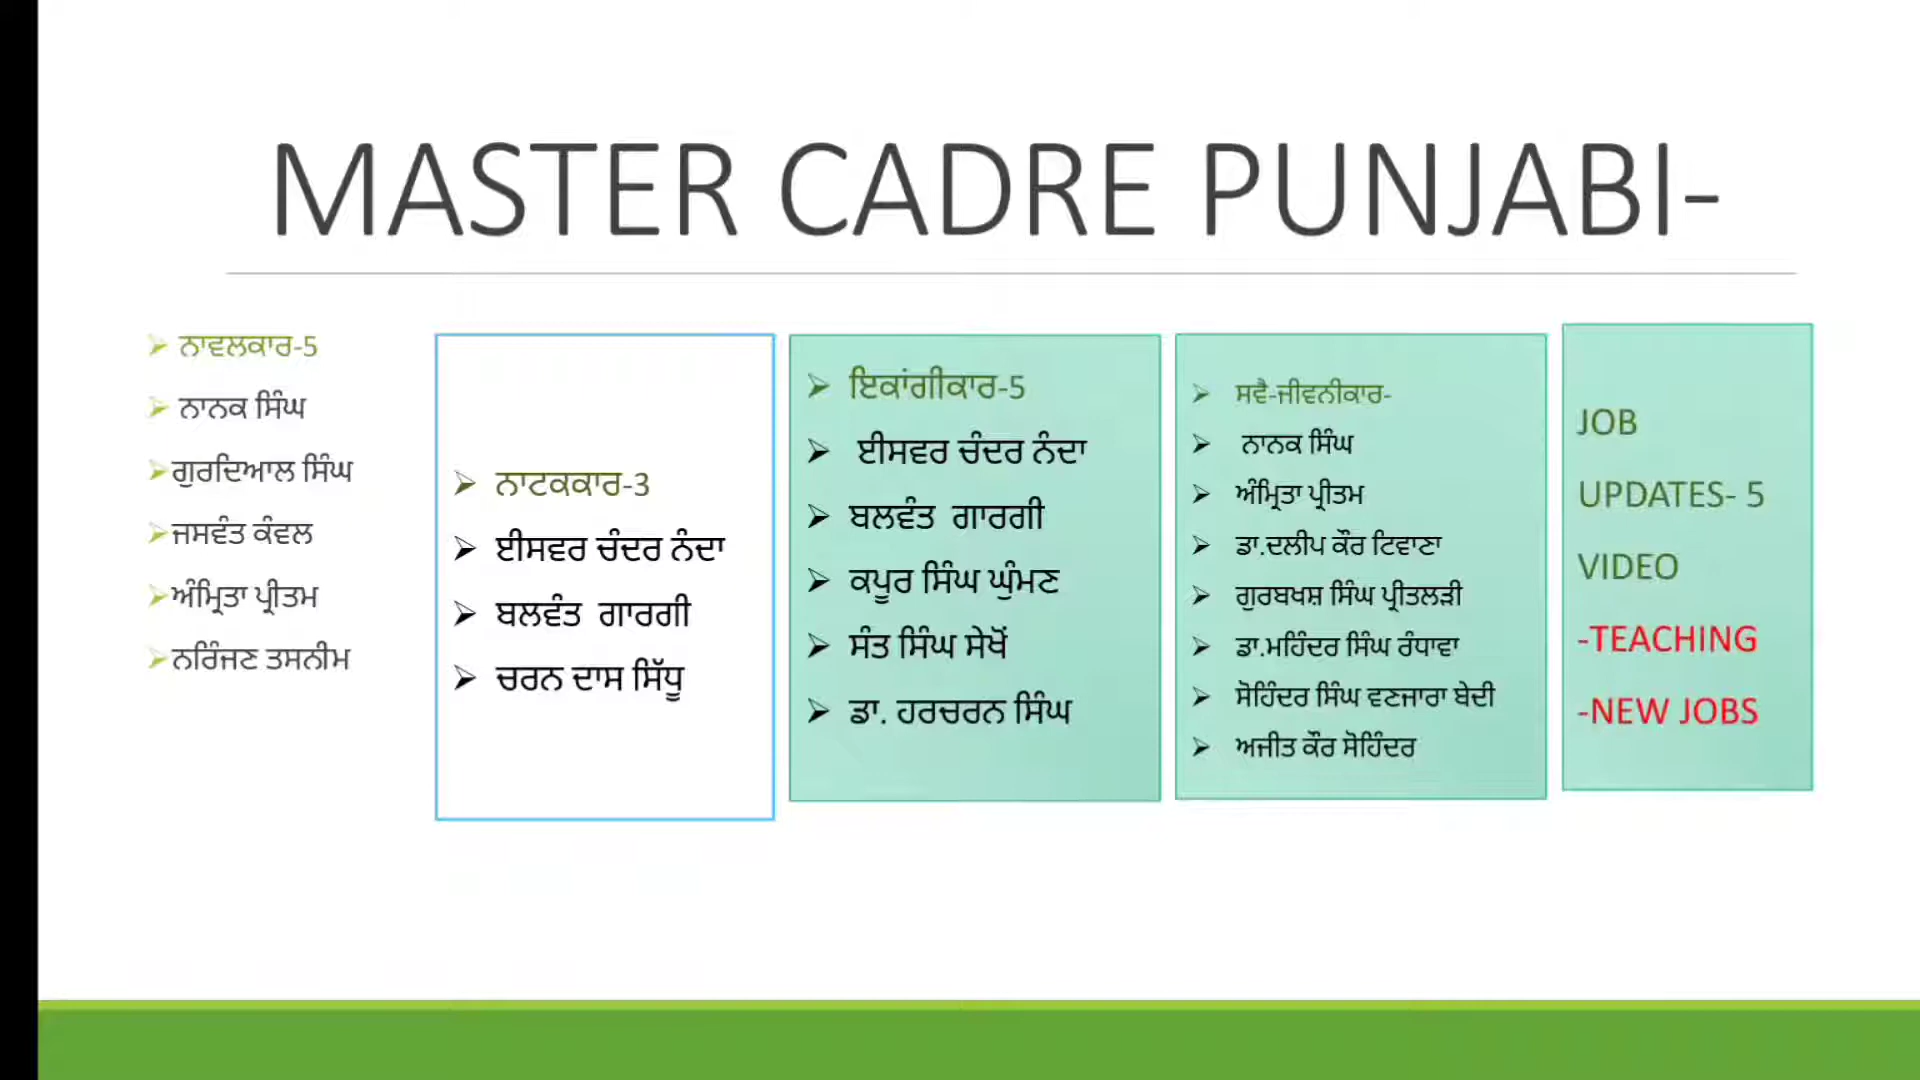 MASTER CADRE PUNJABI-
ਨਾਵਲਕਾਰ-5
ਨਾਨਕ ਸਿੰਘ
ਗੁਰਦਿਆਲ ਸਿੰਘ
ਜਸਵੰਤ ਕੰਵਲ
ਅੰਮ੍ਰਿਤਾ ਪ੍ਰੀਤਮ
ਨਰਿੰਜਣ ਤਸਨੀਮ
ਨਾਟਕਕਾਰ-3
ਈਸਵਰ ਚੰਦਰ ਨੰਦਾ
ਬਲਵੰਤ ਗਾਰਗੀ
ਚਰਨ ਦਾਸ ਸਿੱਧੂ
ਇਕਾਂਗੀਕਾਰ-5
ਈਸਵਰ ਚੰਦਰ ਨੰਦਾ
ਬਲਵੰਤ ਗਾਰਗੀ
ਕਪੂਰ ਸਿੰਘ ਘੁੰਮਣ
ਸੰਤ ਸਿੰਘ ਸੇਖੋਂ
ਡਾ. ਹਰਚਰਨ ਸਿੰਘ
ਸਵੈ-ਜੀਵਨੀਕਾਰ-
ਨਾਨਕ ਸਿੰਘ
ਅੰਮ੍ਰਿਤਾ ਪ੍ਰੀਤਮ
ਡਾ.ਦਲੀਪ ਕੌਰ ਟਿਵਾਣਾ
ਗੁਰਬਖਸ਼ ਸਿੰਘ ਪ੍ਰੀਤਲੜੀ
ਡਾ.ਮਹਿੰਦਰ ਸਿੰਘ ਰੰਧਾਵਾ
ਸੋਹਿੰਦਰ ਸਿੰਘ ਵਣਜਾਰਾ ਬੇਦੀ
ਅਜੀਤ ਕੌਰ ਸੋਹਿੰਦਰ
JOB
UPDATES- 5
VIDEO
-TEACHING
-NEW JOBS